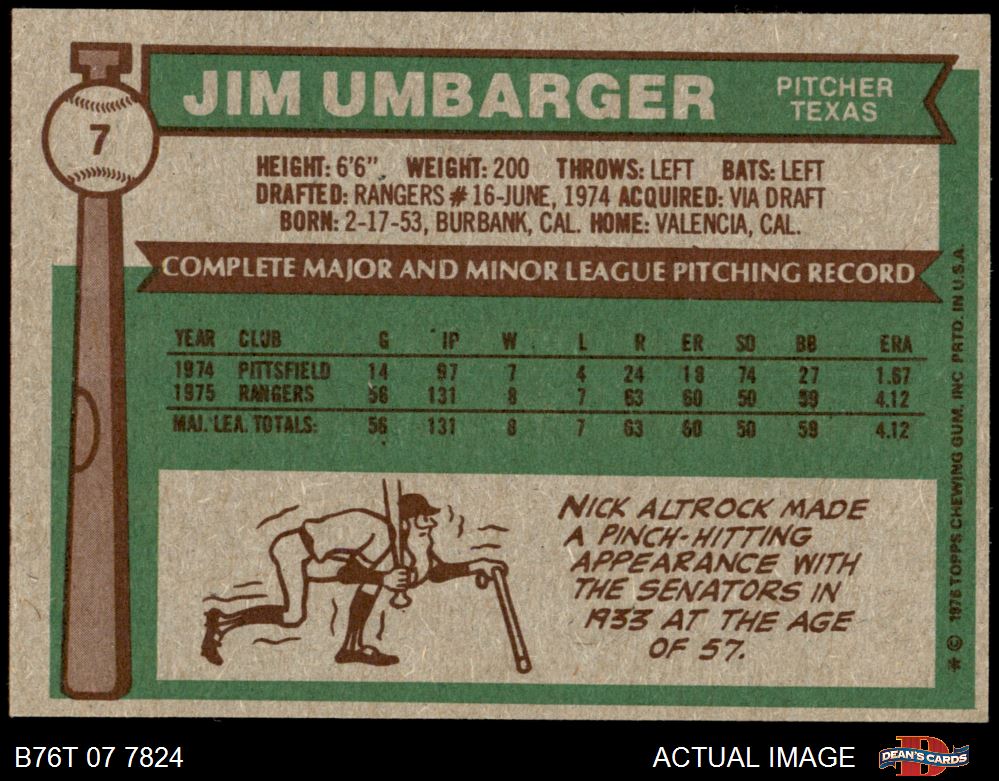 7
JIM UMBARGER
PITCHER
TEXAS
HEIGHT: 6'6" WEIGHT: 200 THROWS: LEFT BATS: LEFT
DRAFTED: RANGERS #16-JUNE, 1974 ACQUIRED: VIA DRAFT
BORN: 2-17-53, BURBANK, CAL. HOME: VALENCIA, CAL.
COMPLETE MAJOR AND MINOR LEAGUE PITCHING RECORD
YEAR CLUB G IP W L R ER SO BB ERA
1974 PITTSFIELD 14 97 7 4 24 18 74 27 1.67
1975 RANGERS 56 131 8 7 63 60 50 59 4.12
MAJ. LEA. TOTALS: 56 131 8 7 63 60 50 59 4.12
NICK ALTROCK MADE
A PINCH-HITTING
APPEARANCE WITH
THE SENATORS IN
1933 AT THE AGE
OF 57.
* © 1976 TOPPS CHEWING GUM, INC PRTD. IN U.S.A.
B76T 07 7824
ACTUAL IMAGE
D
DEAN'S CARDS